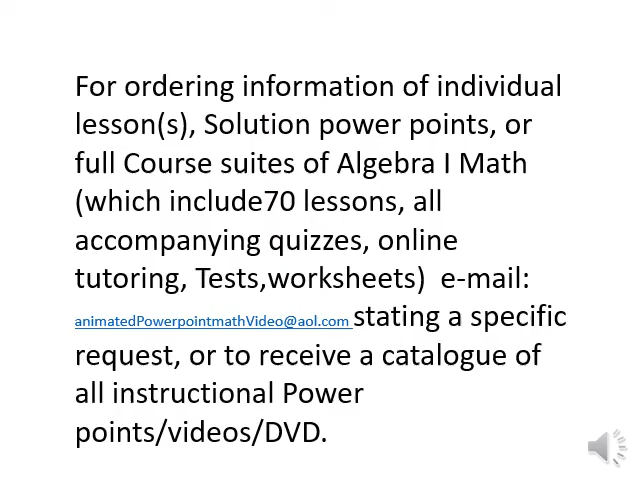 For ordering information of individual
lesson(s), Solution power points, or
full Course suites of Algebra I Math
(which include70 lessons, all
accompanying quizzes, online
tutoring, Tests,worksheets)  e-mail:
animatedPowerpointmathVideo@aol.com stating a specific
request, or to receive a catalogue of
all instructional Power
points/videos/DVD.